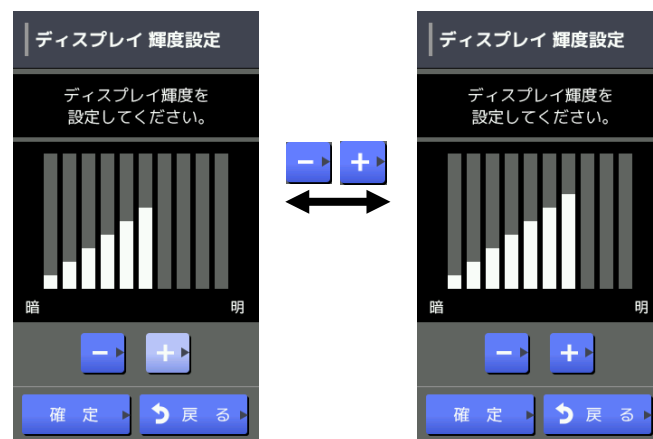 ディスプレイ 輝度設定
ディスプレイ輝度を
設定してください。
暗 明
− +
確 定 戻 る
− +
ディスプレイ 輝度設定
ディスプレイ輝度を
設定してください。
暗 明
− +
確 定 戻 る